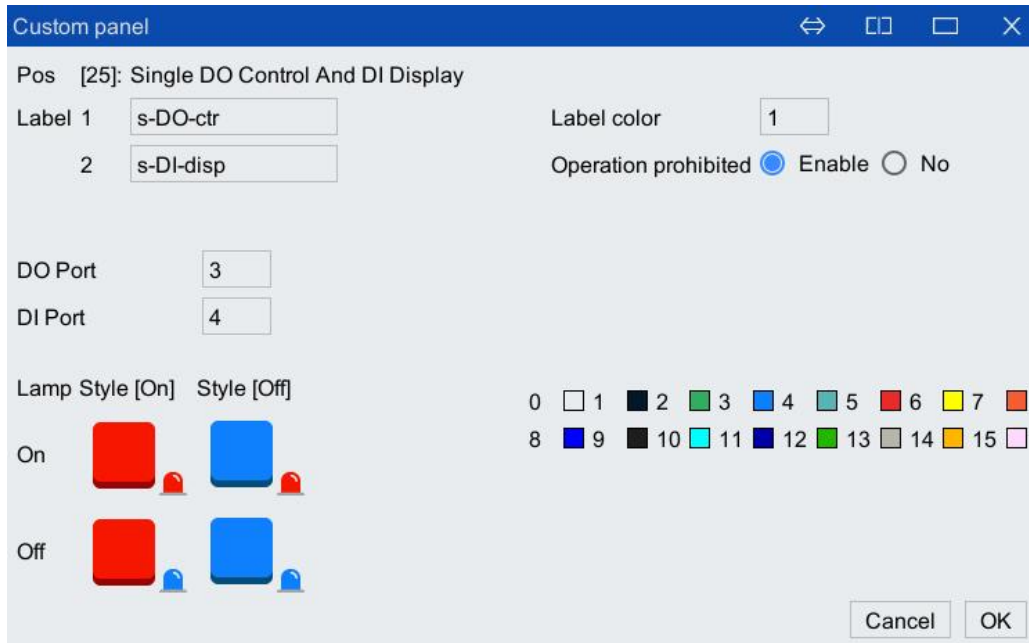 Custom panel
Pos [25]: Single DO Control And DI Display
Label 1 s-DO-ctr Label color 1
2 s-DI-disp Operation prohibited Enable No
DO Port 3
DI Port 4
Lamp Style [On] Style [Off]
0 1 2 3 4 5 6 7
On 8 9 10 11 12 13 14 15
Off
Cancel OK